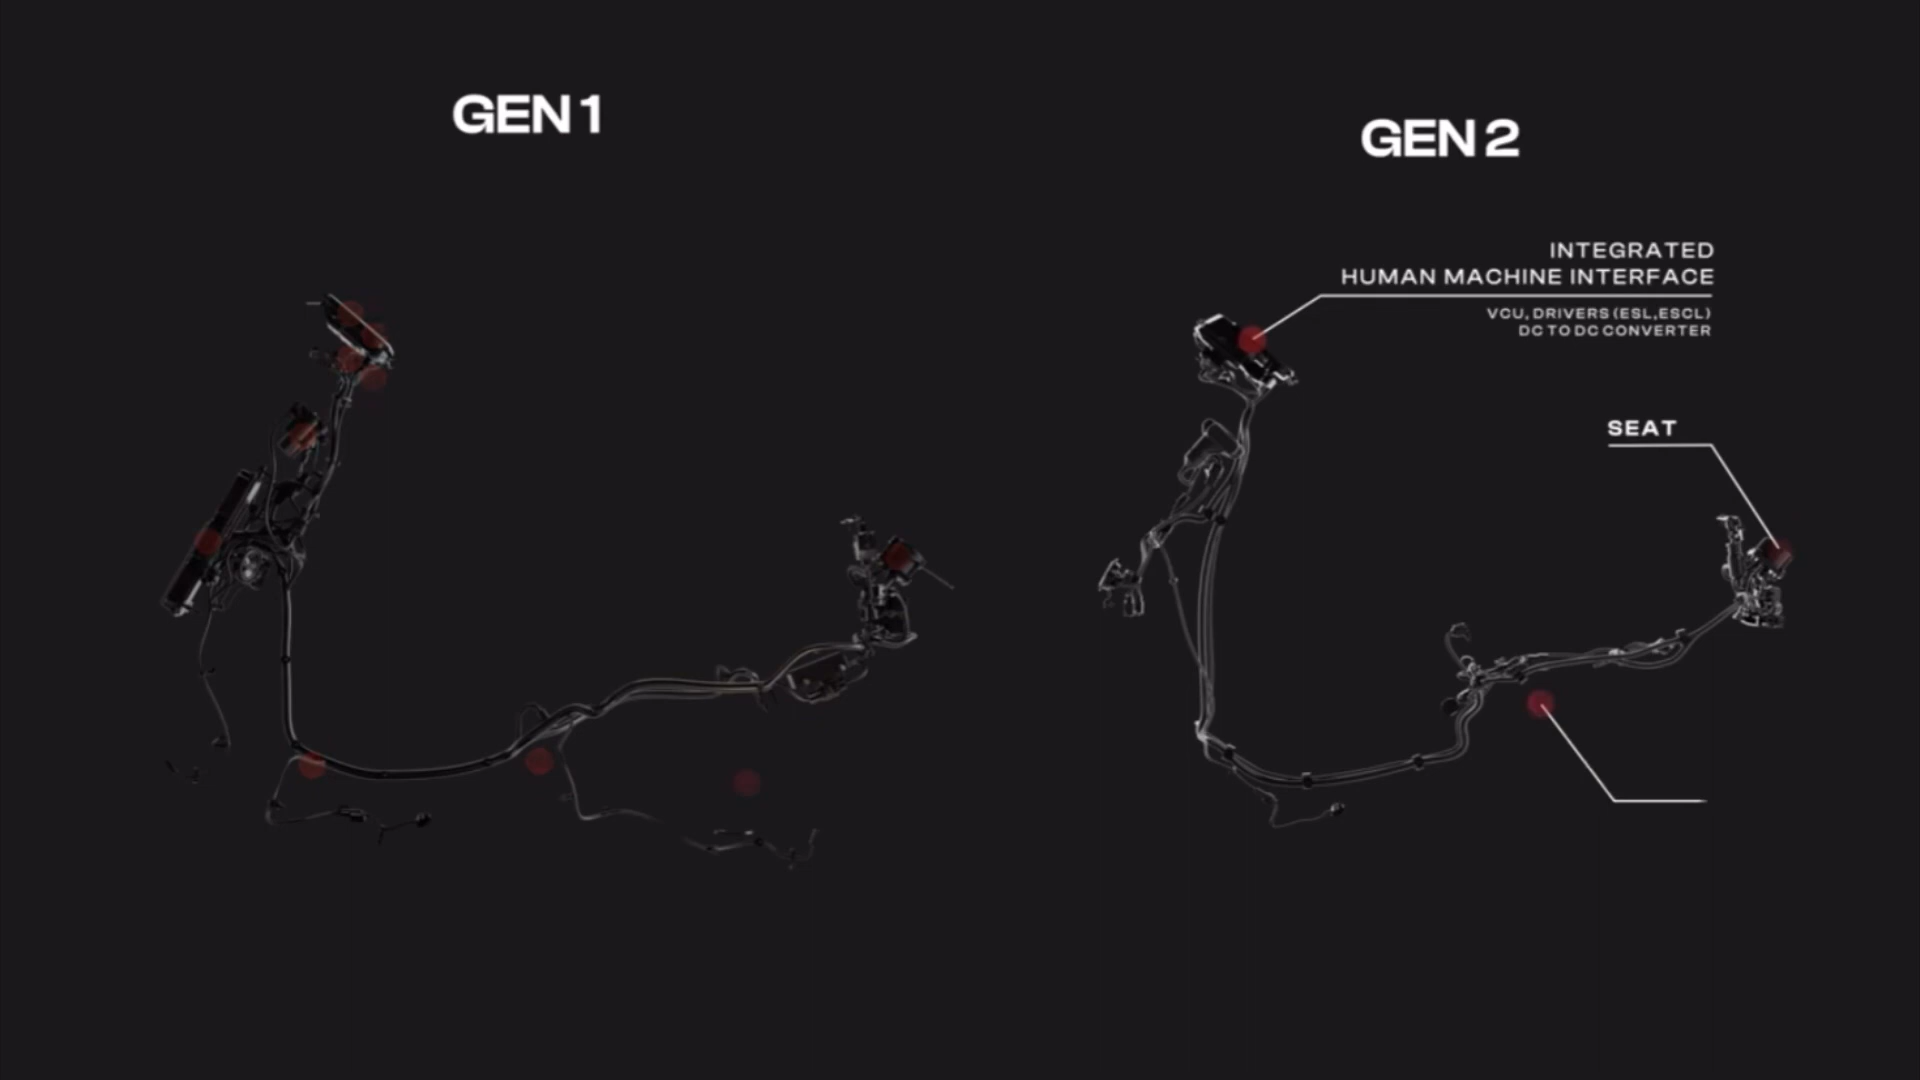 GEN 1
GEN 2
INTEGRATED
HUMAN MACHINE INTERFACE
VCU, DRIVERS (ESL,ESCL)
DC TO DC CONVERTER
SEAT